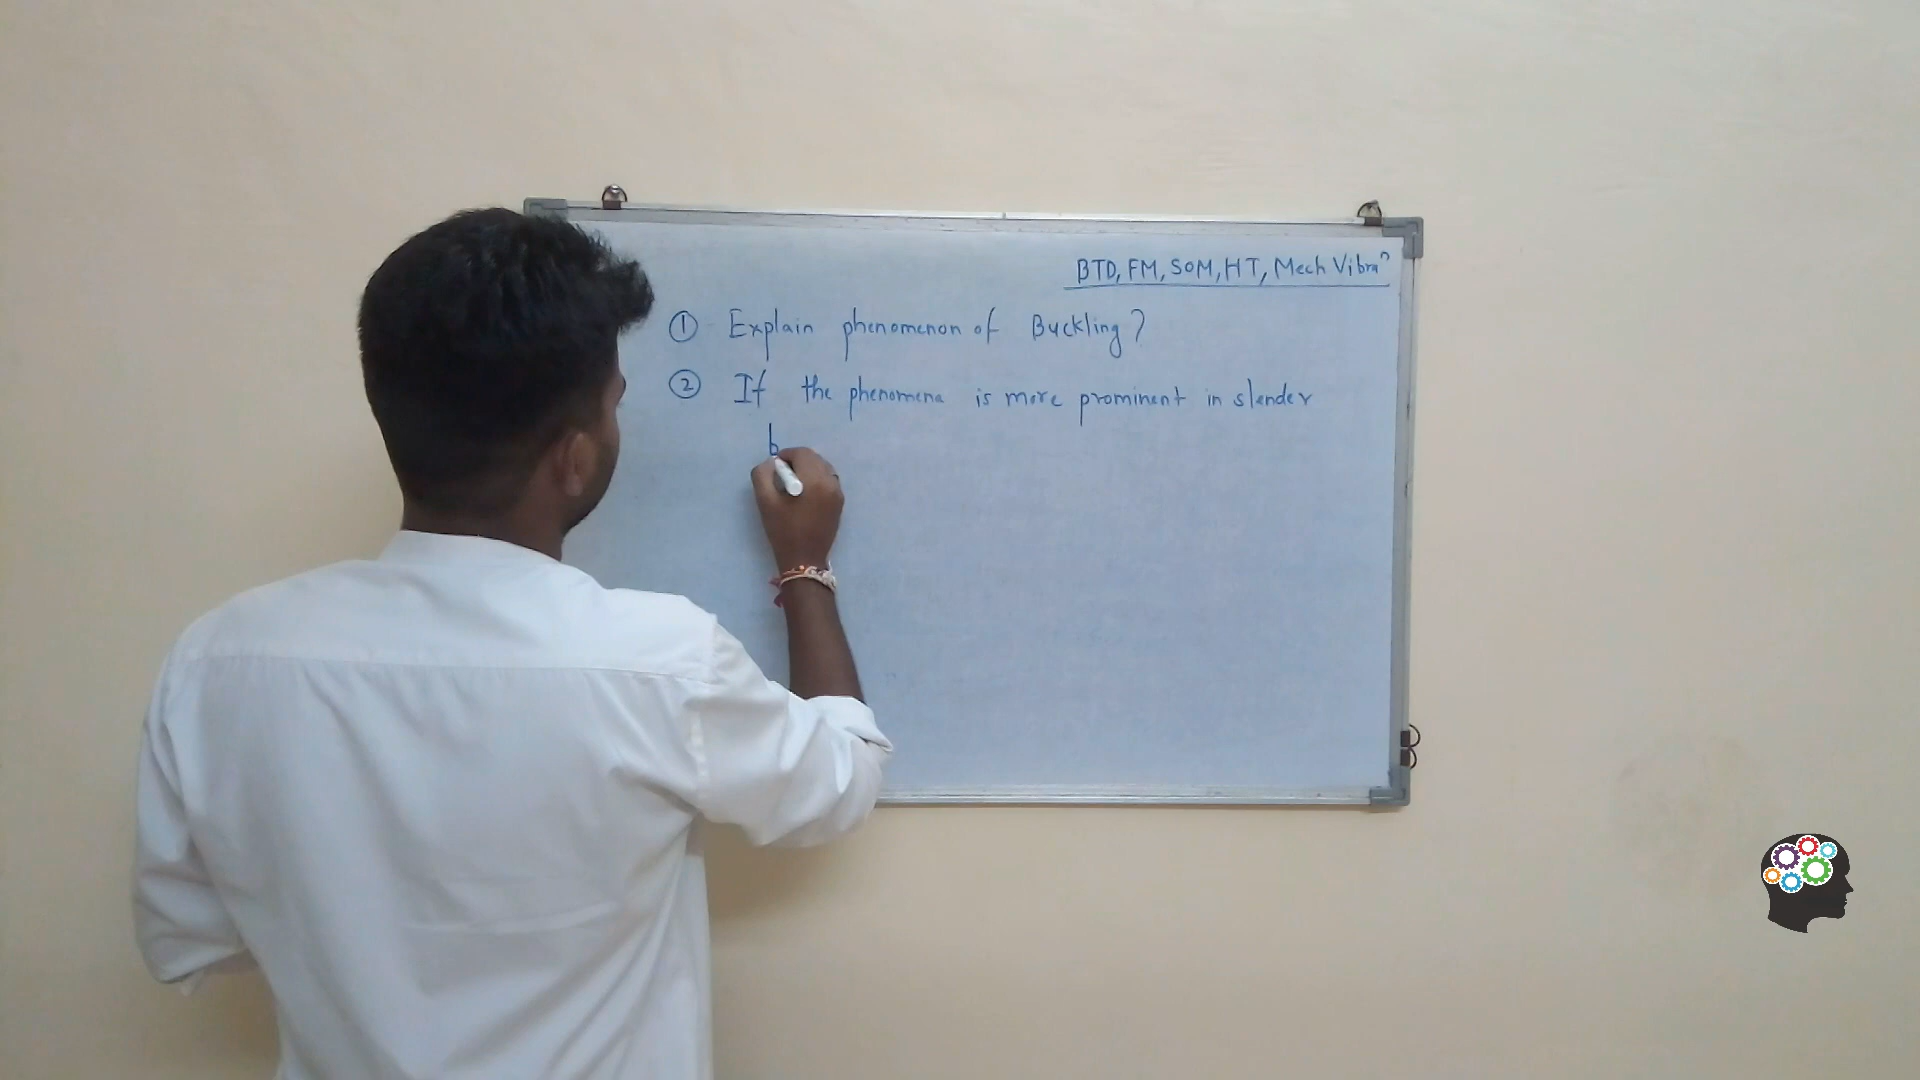 BTD, FM, SOM, HT, Mech Vibraⁿ
① Explain phenomenon of Buckling?
② If the phenomena is more prominent in slender
b